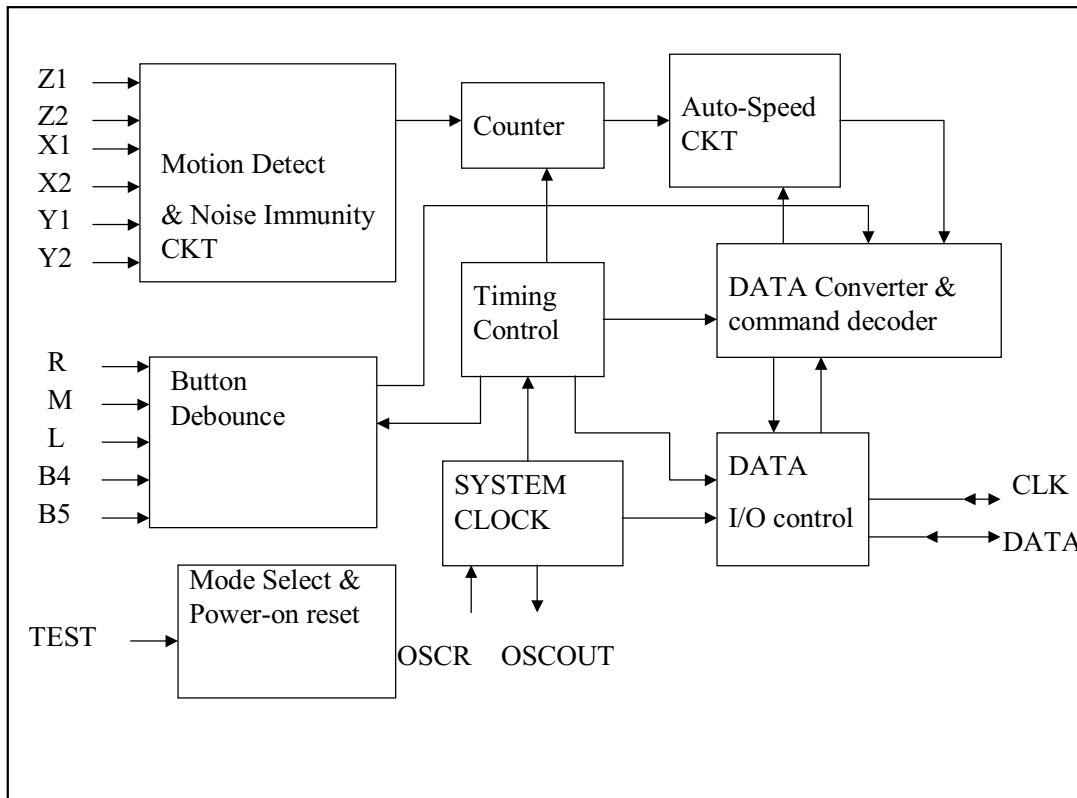 Z1
Z2
X1
X2
Y1
Y2
Motion Detect
& Noise Immunity
CKT
Counter
Auto-Speed
CKT
Timing
Control
DATA Converter &
command decoder
R
M
L
B4
B5
Button
Debounce
SYSTEM
CLOCK
DATA
I/O control
CLK
DATA
TEST
Mode Select &
Power-on reset
OSCR
OSCOUT